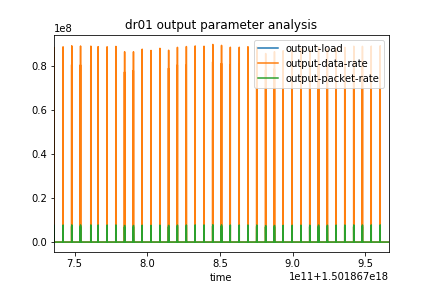 dr01 output parameter analysis
1e8
output-load
output-data-rate
output-packet-rate
0.8
0.6
0.4
0.2
0.0
7.5 8.0 8.5 9.0 9.5
time
1e11+1.501867e18